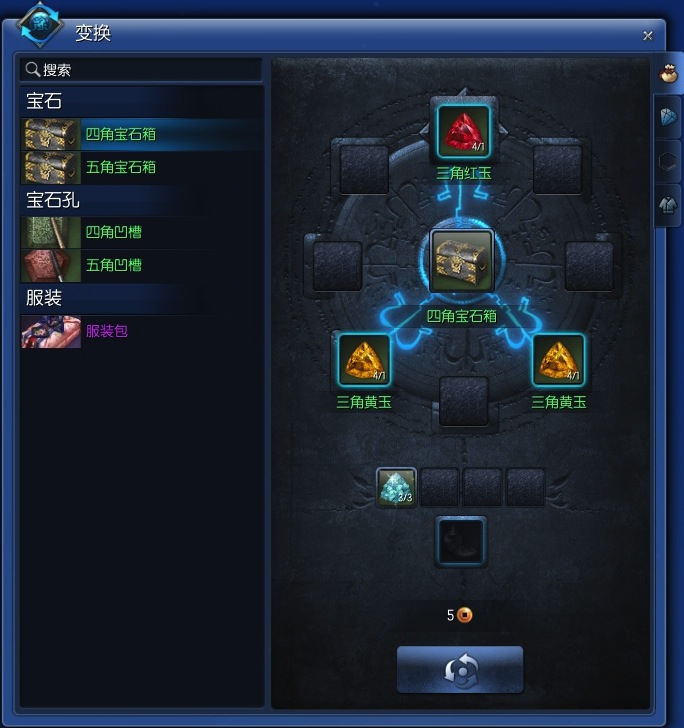 变换
搜索
宝石
四角宝石箱
五角宝石箱
宝石孔
四角凹槽
五角凹槽
服装
服装包
4/1
三角红玉
四角宝石箱
4/1
4/1
三角黄玉
三角黄玉
3/3
5